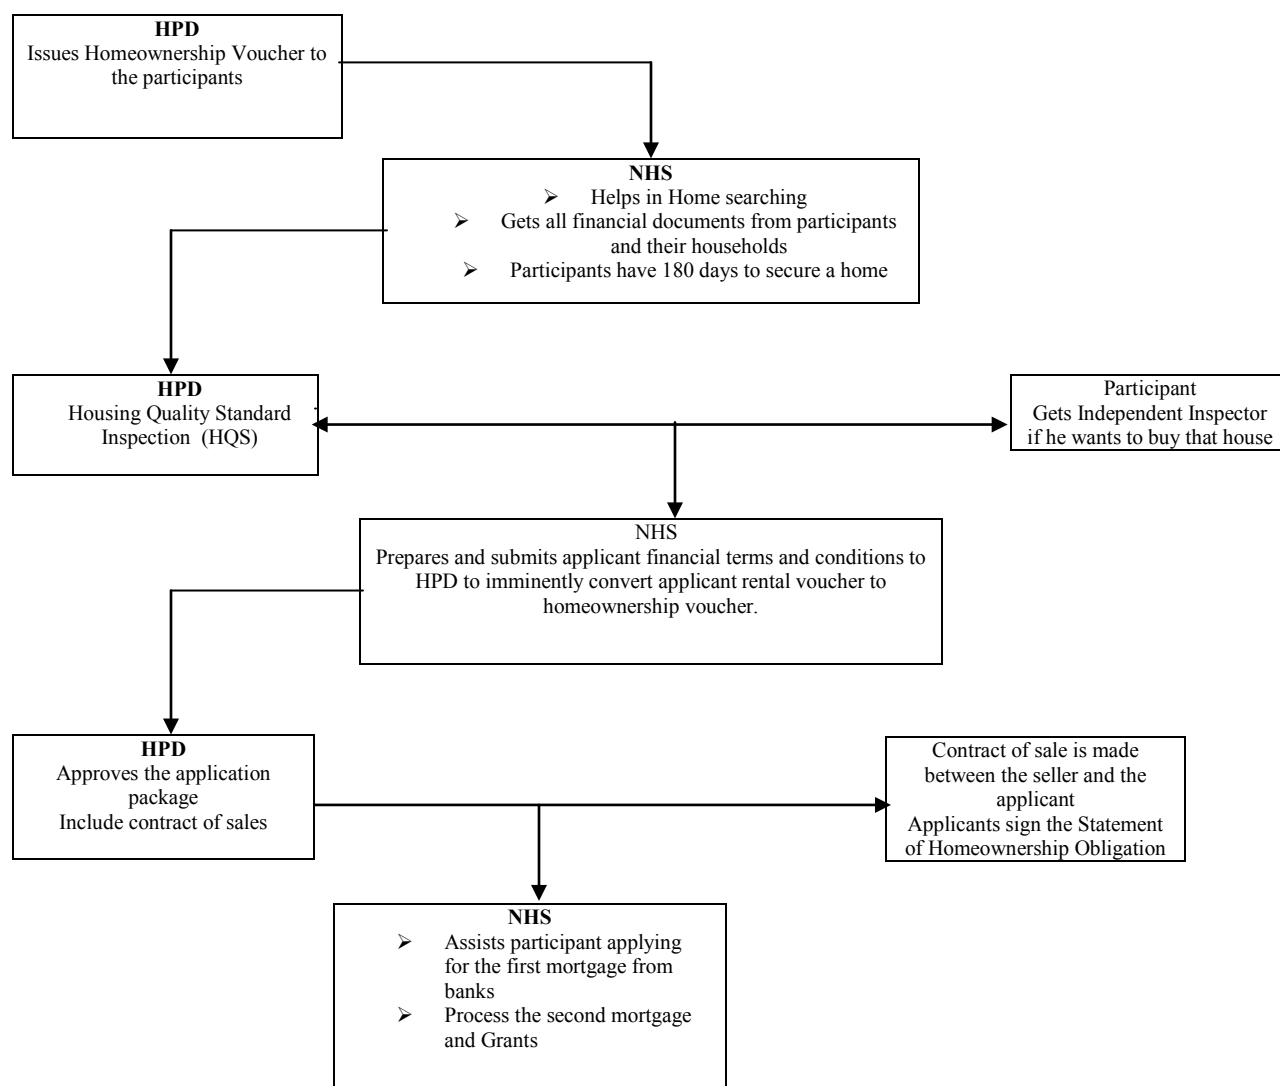 HPD
Issues Homeownership Voucher to
the participants
NHS
➢ Helps in Home searching
➢ Gets all financial documents from participants
and their households
➢ Participants have 180 days to secure a home
HPD
Housing Quality Standard
Inspection (HQS)
Participant
Gets Independent Inspector
if he wants to buy that house
NHS
Prepares and submits applicant financial terms and conditions to
HPD to imminently convert applicant rental voucher to
homeownership voucher.
HPD
Approves the application
package
Include contract of sales
Contract of sale is made
between the seller and the
applicant
Applicants sign the Statement
of Homeownership Obligation
NHS
➢ Assists participant applying
for the first mortgage from
banks
➢ Process the second mortgage
and Grants